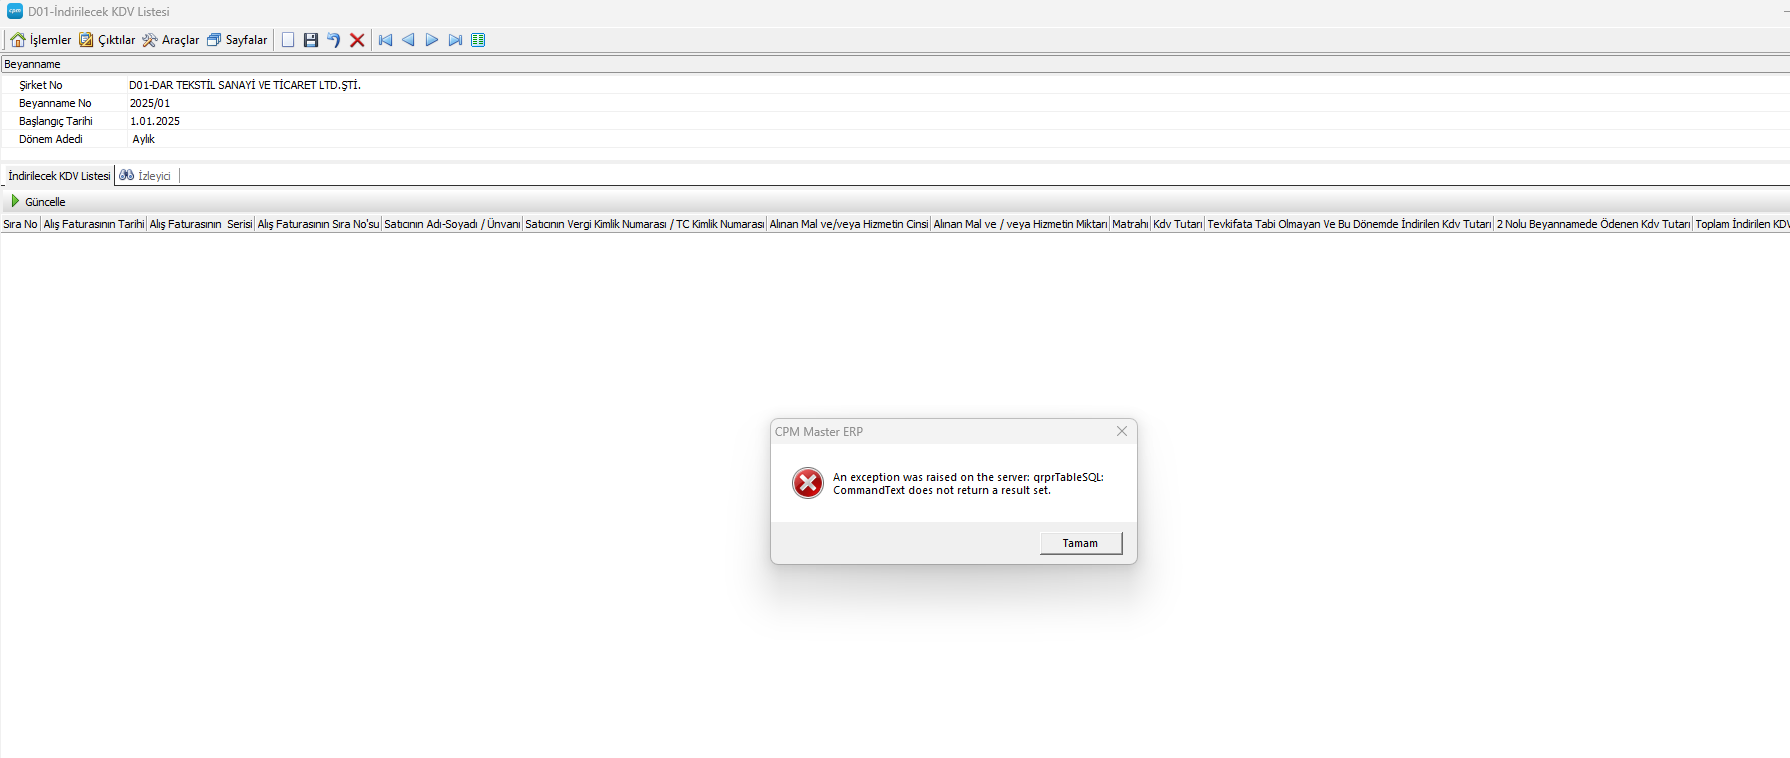 cpm D01-İndirilecek KDV Listesi
İşlemler Çıktılar Araçlar Sayfalar
Beyanname
Şirket No D01-DAR TEKSTİL SANAYİ VE TİCARET LTD.ŞTİ.
Beyanname No 2025/01
Başlangıç Tarihi 1.01.2025
Dönem Adedi Aylık
İndirilecek KDV Listesi İzleyici
Güncelle
Sıra No Alış Faturasının Tarihi Alış Faturasının Serisi Alış Faturasının Sıra No'su Satıcının Adı-Soyadı / Ünvanı Satıcının Vergi Kimlik Numarası / TC Kimlik Numarası Alınan Mal ve/veya Hizmetin Cinsi Alınan Mal ve / veya Hizmetin Miktarı Matrahı Kdv Tutarı Tevkifata Tabi Olmayan Ve Bu Dönemde İndirilen Kdv Tutarı 2 Nolu Beyannamede Ödenen Kdv Tutarı Toplam İndirilen KDV
CPM Master ERP
An exception was raised on the server: qrprTableSQL:
CommandText does not return a result set.
Tamam